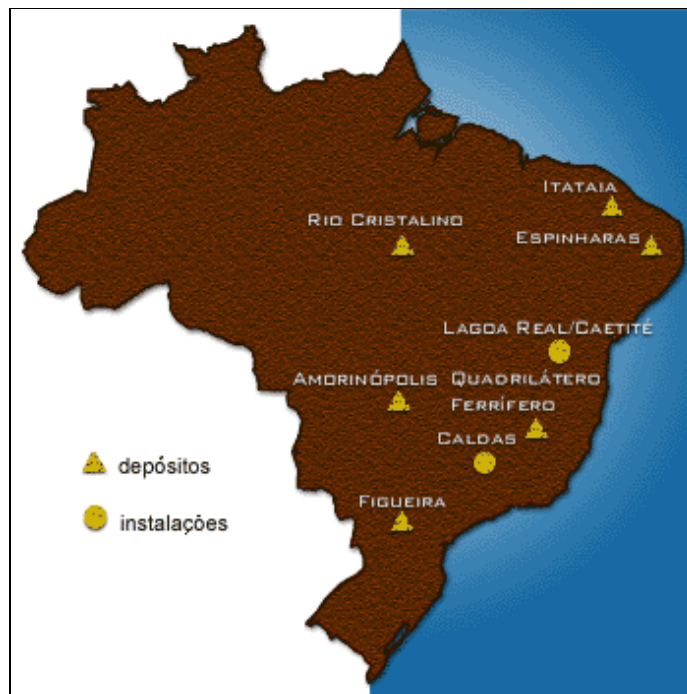 ITATAIA
RIO CRISTALINO
ESPINHARAS
LAGOA REAL/CAETITÉ
AMORINÓPOLIS
QUADRILÁTERO
FERRÍFERO
CALDAS
depósitos
FIGUEIRA
instalações